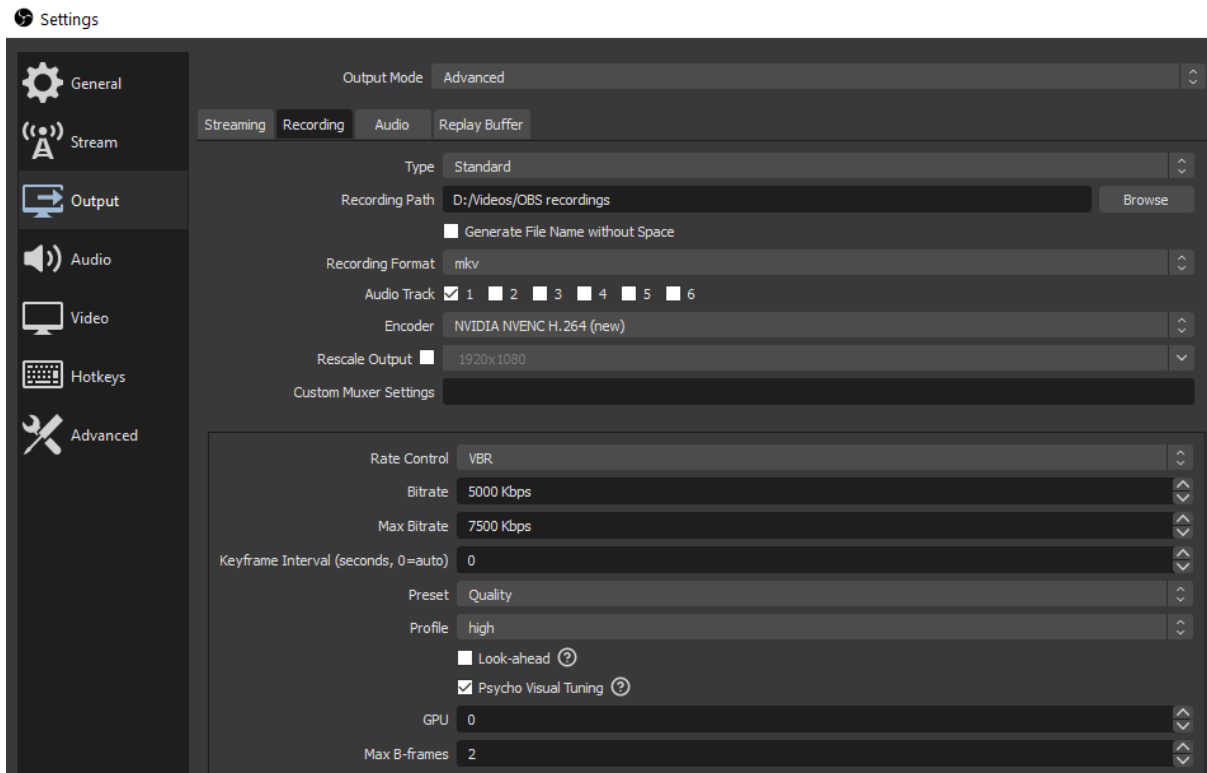 Settings
General
Stream
Output
Audio
Video
Hotkeys
Advanced
Output Mode Advanced
Streaming Recording Audio Replay Buffer
Type Standard
Recording Path D:/Videos/OBS recordings Browse
Generate File Name without Space
Recording Format mkv
Audio Track 1 2 3 4 5 6
Encoder NVIDIA NVENC H.264 (new)
Rescale Output 1920x1080
Custom Muxer Settings
Rate Control VBR
Bitrate 5000 Kbps
Max Bitrate 7500 Kbps
Keyframe Interval (seconds, 0=auto) 0
Preset Quality
Profile high
Look-ahead ?
Psycho Visual Tuning ?
GPU 0
Max B-frames 2